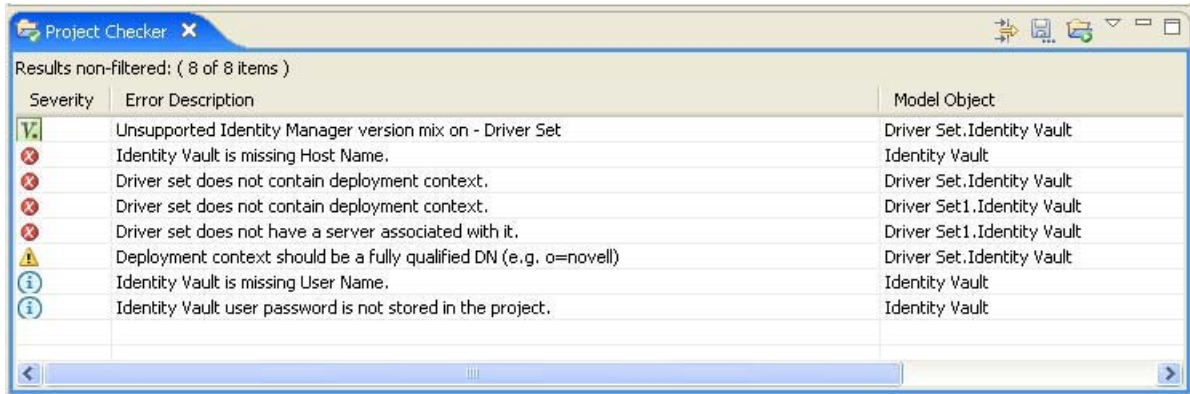 Project Checker
Results non-filtered: ( 8 of 8 items )
Severity Error Description Model Object
V. Unsupported Identity Manager version mix on - Driver Set Driver Set.Identity Vault
Identity Vault is missing Host Name. Identity Vault
Driver set does not contain deployment context. Driver Set.Identity Vault
Driver set does not contain deployment context. Driver Set1.Identity Vault
Driver set does not have a server associated with it. Driver Set1.Identity Vault
Deployment context should be a fully qualified DN (e.g. o=novell) Driver Set.Identity Vault
Identity Vault is missing User Name. Identity Vault
Identity Vault user password is not stored in the project. Identity Vault